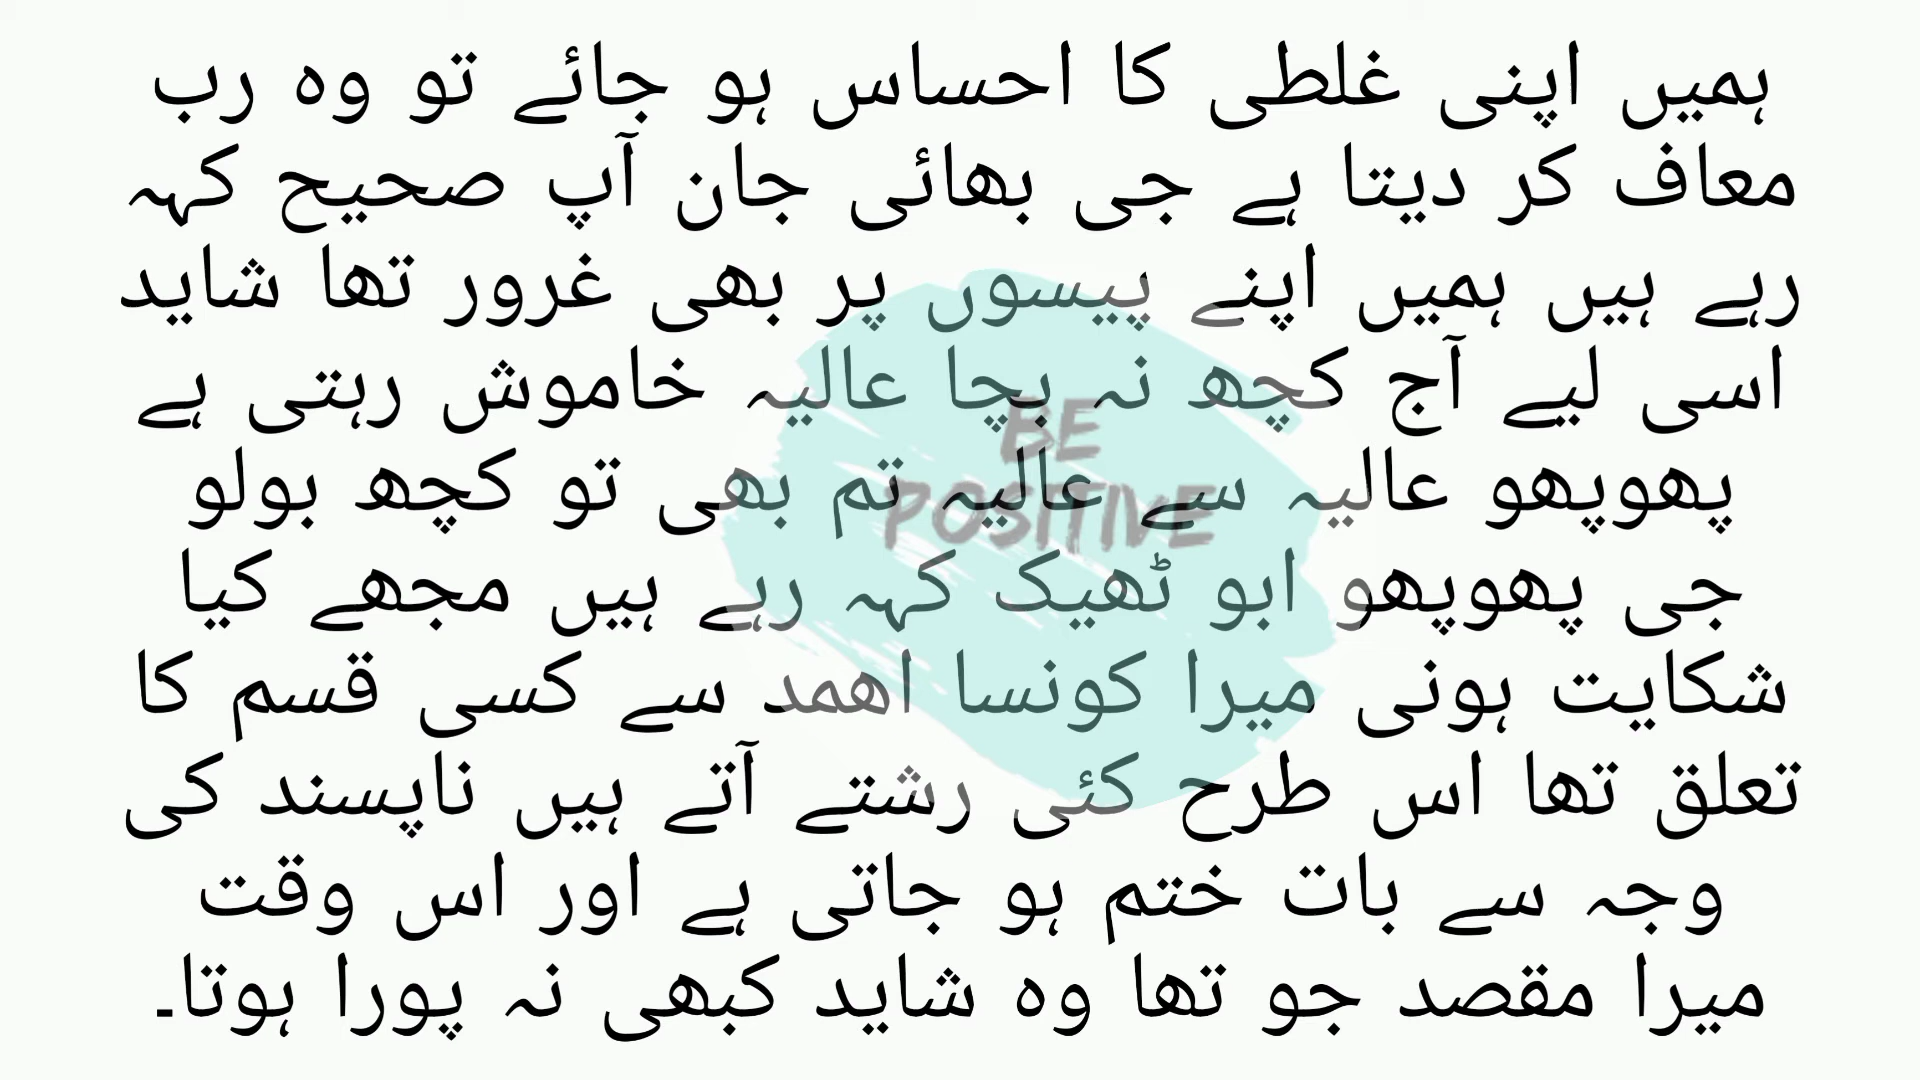 ہمیں اپنی غلطی کا احساس ہو جائے تو وہ رب
معاف کر دیتا ہے جی بھائی جان آپ صحیح کہہ
رہے ہیں ہمیں اپنے پیسوں پر بھی غرور تھا شاید
اسی لیے آج کچھ نہ بچا عالیہ خاموش رہتی ہے
پھوپھو عالیہ سے عالیہ تم بھی تو کچھ بولو
جی پھوپھو ابو ٹھیک کہہ رہے ہیں مجھے کیا
شکایت ہونی میرا کونسا اھمد سے کسی قسم کا
تعلق تھا اس طرح کئی رشتے آتے ہیں ناپسند کی
وجہ سے بات ختم ہو جاتی ہے اور اس وقت
میرا مقصد جو تھا وہ شاید کبھی نہ پورا ہوتا۔
BE
POSITIVE